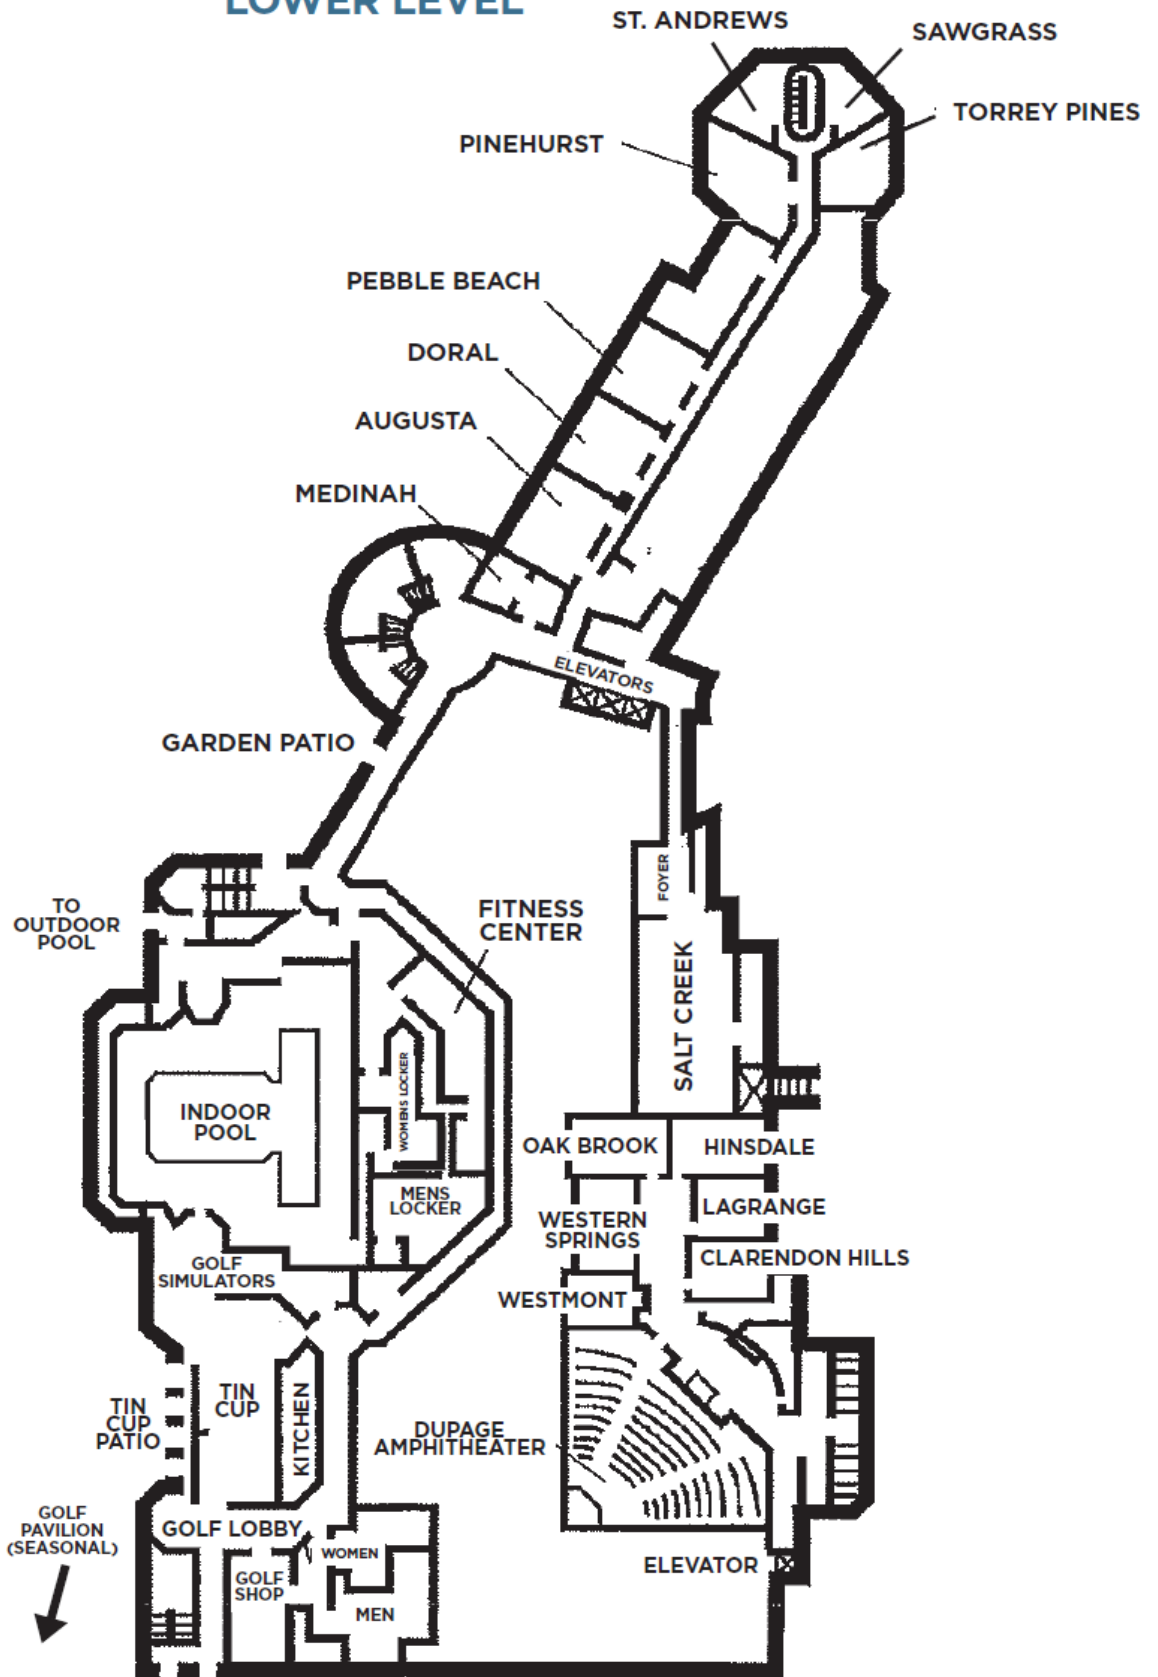 LOWER LEVEL
ST. ANDREWS
SAWGRASS
TORREY PINES
PINEHURST
PEBBLE BEACH
DORAL
AUGUSTA
MEDINAH
ELEVATORS
GARDEN PATIO
FOYER
TO
OUTDOOR
POOL
FITNESS
CENTER
SALT CREEK
WOMENS LOCKER
INDOOR
POOL
OAK BROOK
HINSDALE
MENS
LOCKER
LAGRANGE
WESTERN
SPRINGS
CLARENDON HILLS
GOLF
SIMULATORS
WESTMONT
TIN
CUP
PATIO
TIN
CUP
KITCHEN
DUPAGE
AMPHITHEATER
GOLF
PAVILION
(SEASONAL)
GOLF LOBBY
WOMEN
ELEVATOR
GOLF
SHOP
MEN